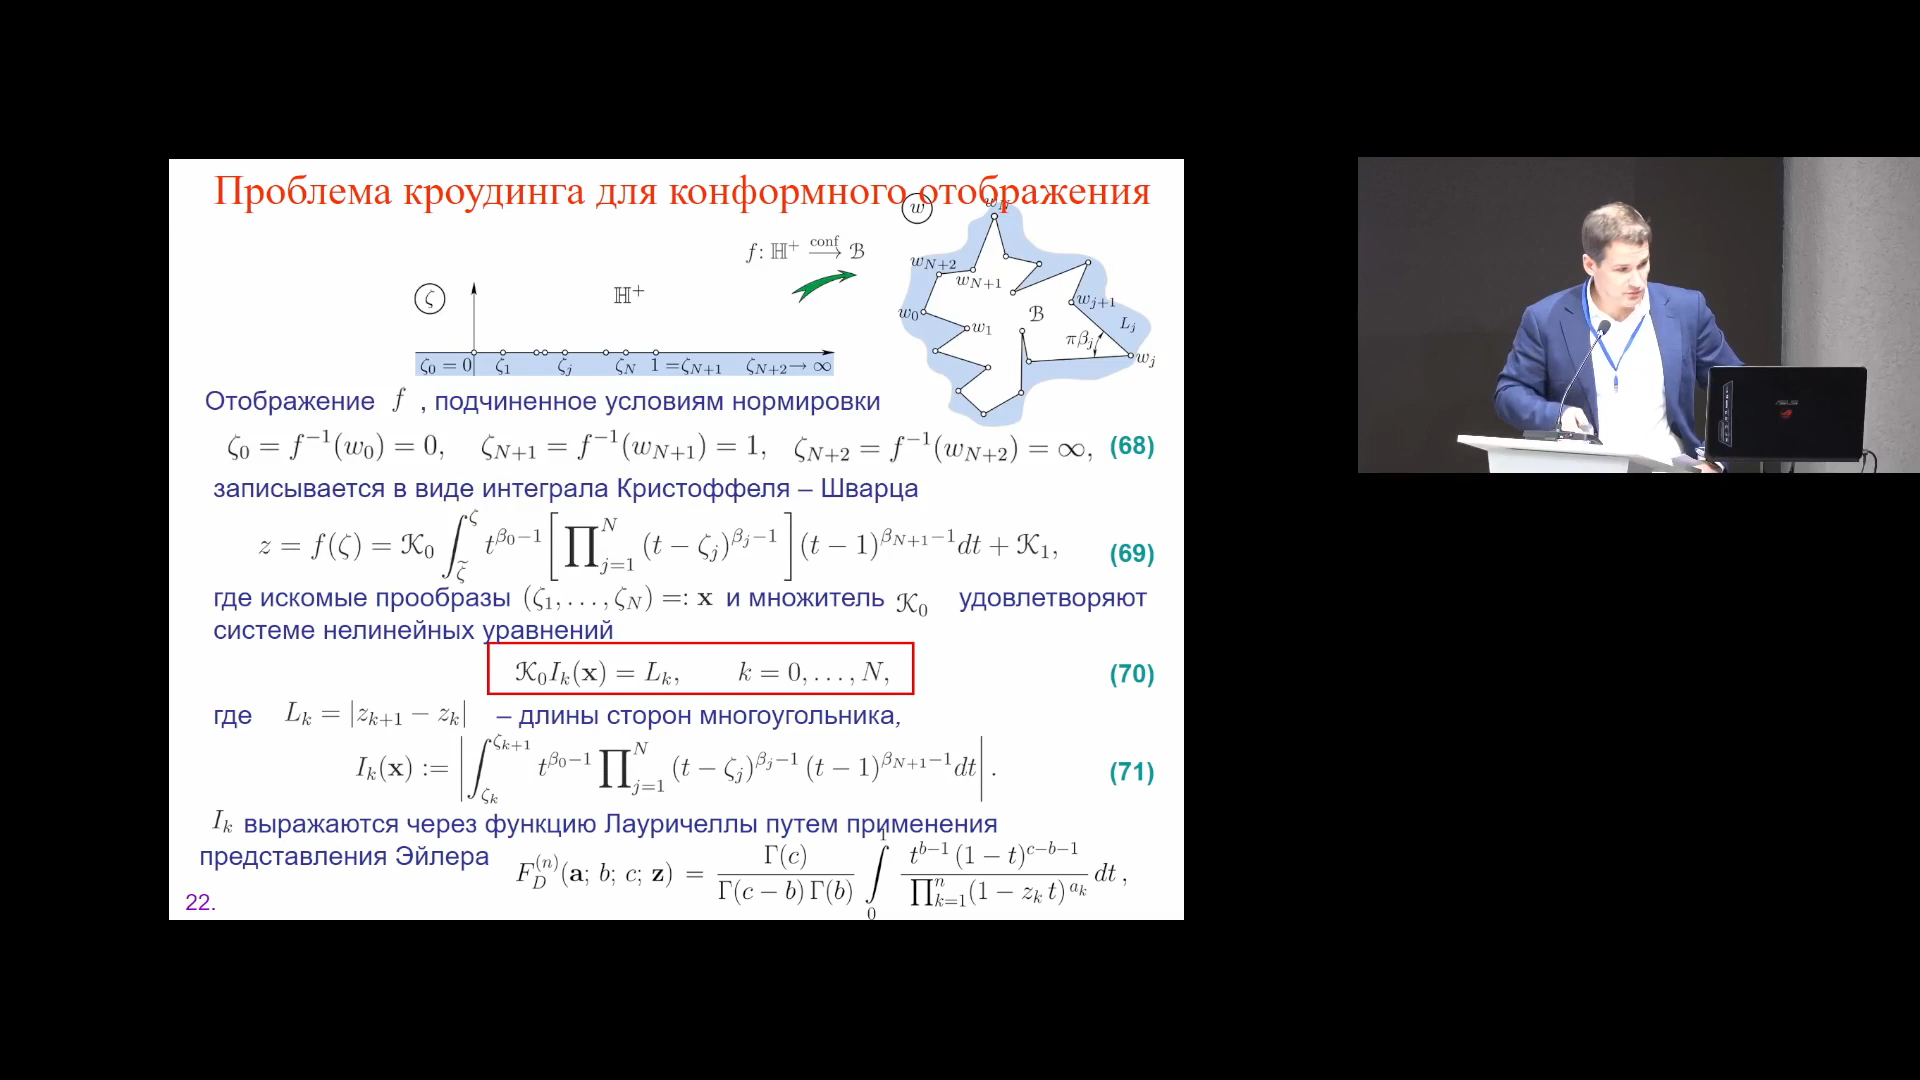 Проблема кроудинга для конформного отображения
w
w_N
f: ℍ⁺ —conf→ ℬ
w_{N+2}
w_{N+1}
ζ
ℍ⁺
w_{j+1}
w_0
w_1
ℬ
L_j
πβ_j
w_j
ζ_0 = 0 ζ_1 ζ_j ζ_N 1 = ζ_{N+1} ζ_{N+2} → ∞
Отображение f , подчиненное условиям нормировки
ζ_0 = f^{-1}(w_0) = 0, ζ_{N+1} = f^{-1}(w_{N+1}) = 1, ζ_{N+2} = f^{-1}(w_{N+2}) = ∞, (68)
записывается в виде интеграла Кристоффеля – Шварца
z = f(ζ) = 𝒦_0 ∫_{ζ̃}^{ζ} t^{β_0−1} [ ∏_{j=1}^{N} (t − ζ_j)^{β_j−1} ] (t − 1)^{β_{N+1}−1} dt + 𝒦_1, (69)
где искомые прообразы (ζ_1, . . . , ζ_N) =: x и множитель 𝒦_0 удовлетворяют
системе нелинейных уравнений
𝒦_0 I_k(x) = L_k, k = 0, . . . , N, (70)
где L_k = |z_{k+1} − z_k| – длины сторон многоугольника,
I_k(x) := | ∫_{ζ_k}^{ζ_{k+1}} t^{β_0−1} ∏_{j=1}^{N} (t − ζ_j)^{β_j−1} (t − 1)^{β_{N+1}−1} dt | . (71)
I_k выражаются через функцию Лауричеллы путем применения
представления Эйлера F_D^{(n)}(a; b; c; z) = \frac{Γ(c)}{Γ(c − b) Γ(b)} ∫_0^1 \frac{t^{b−1} (1 − t)^{c−b−1}}{∏_{k=1}^{n} (1 − z_k t)^{a_k}} dt ,
22.
ASUS